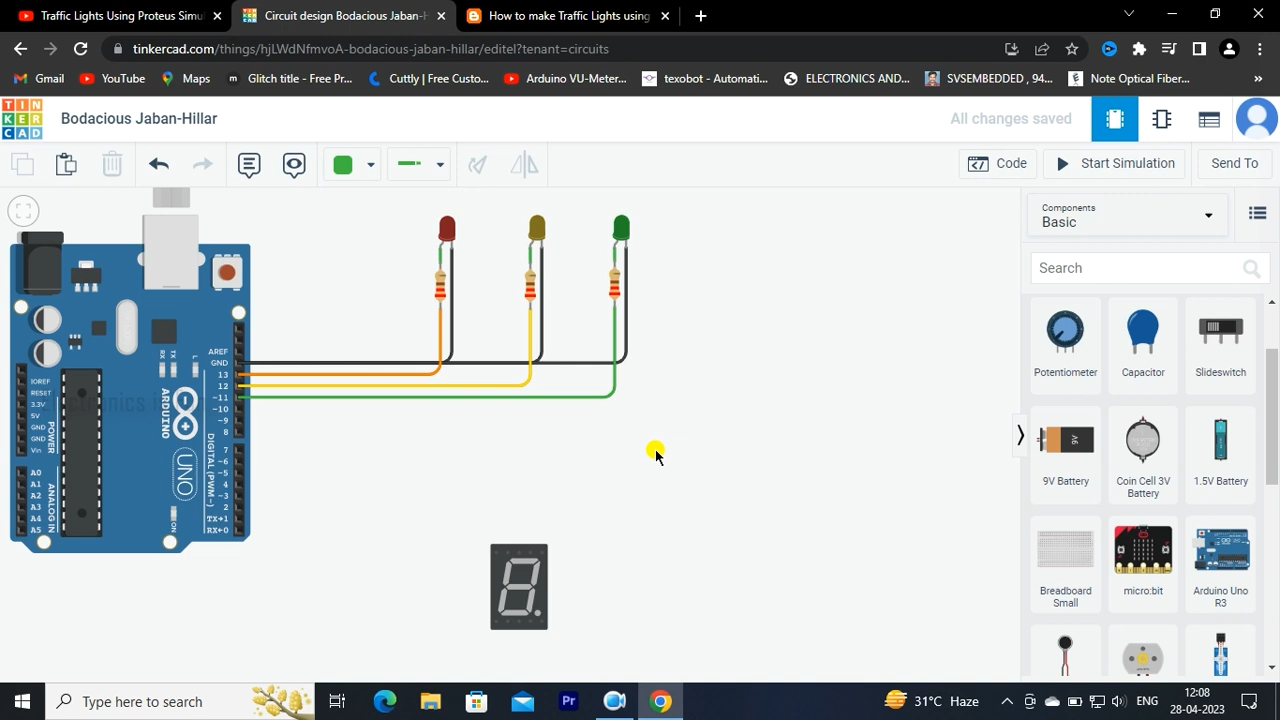 Traffic Lights Using Proteus Simu
Circuit design Bodacious Jaban-H
How to make Traffic Lights using
tinkercad.com/things/hjLWdNfmvoA-bodacious-jaban-hillar/editel?tenant=circuits
Gmail
YouTube
Maps
Glitch title - Free Pr...
Cuttly | Free Custo...
Arduino VU-Meter...
texobot - Automati...
ELECTRONICS AND...
SVSEMBEDDED , 94...
Note Optical Fiber...
»
TIN
KER
CAD
Bodacious Jaban-Hillar
All changes saved
Code
Start Simulation
Send To
Components
Basic
Search
Potentiometer
Capacitor
Slideswitch
9V
9V Battery
Coin Cell 3V
Battery
1.5V Battery
Breadboard
Small
micro:bit
Arduino Uno
R3
AREF
GND
13
12
~11
~10
~9
8
7
~6
~5
4
~3
2
TX→1
RX←0
DIGITAL (PWM~)
IOREF
RESET
3.3V
5V
GND
GND
Vin
POWER
A0
A1
A2
A3
A4
A5
ANALOG IN
RX
TX
L
ARDUINO
UNO
ON
Type here to search
31°C Haze
ENG
12:08
28-04-2023